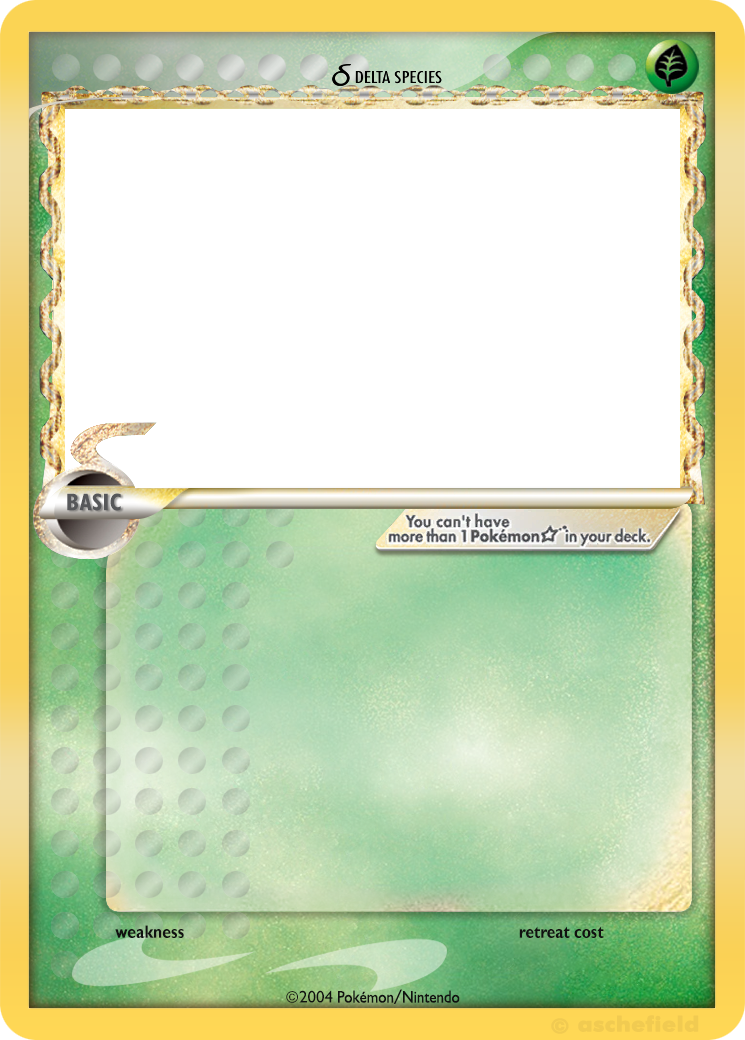 δ DELTA SPECIES
BASIC
You can't have
more than 1 Pokémon☆ in your deck.
weakness
retreat cost
©2004 Pokémon/Nintendo
© aschefield